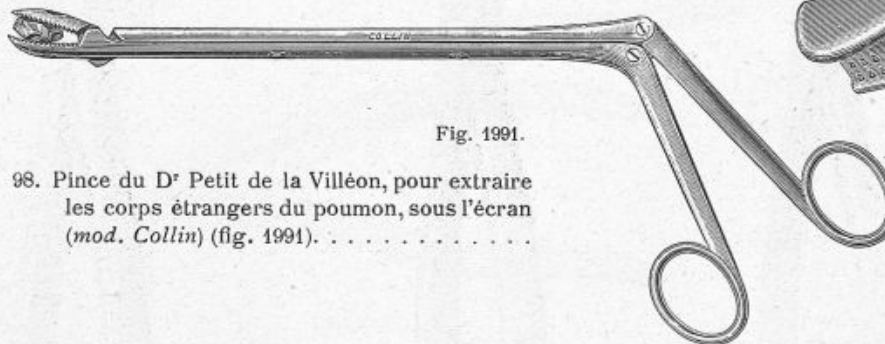 COLLIN
Fig. 1991.
98. Pince du Dʳ Petit de la Villéon, pour extraire
les corps étrangers du poumon, sous l'écran
(mod. Collin) (fig. 1991). . . . . . . . . . . . .